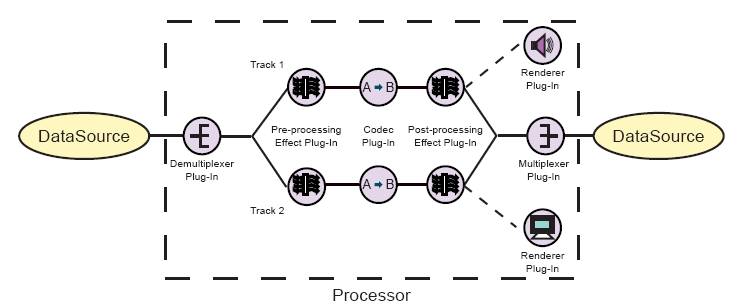 Track 1
Renderer
Plug-In
A B
DataSource
Demultiplexer
Plug-In
Pre-processing
Effect Plug-In
Codec
Plug-In
Post-processing
Effect Plug-In
Multiplexer
Plug-In
DataSource
A B
Track 2
Renderer
Plug-In
Processor